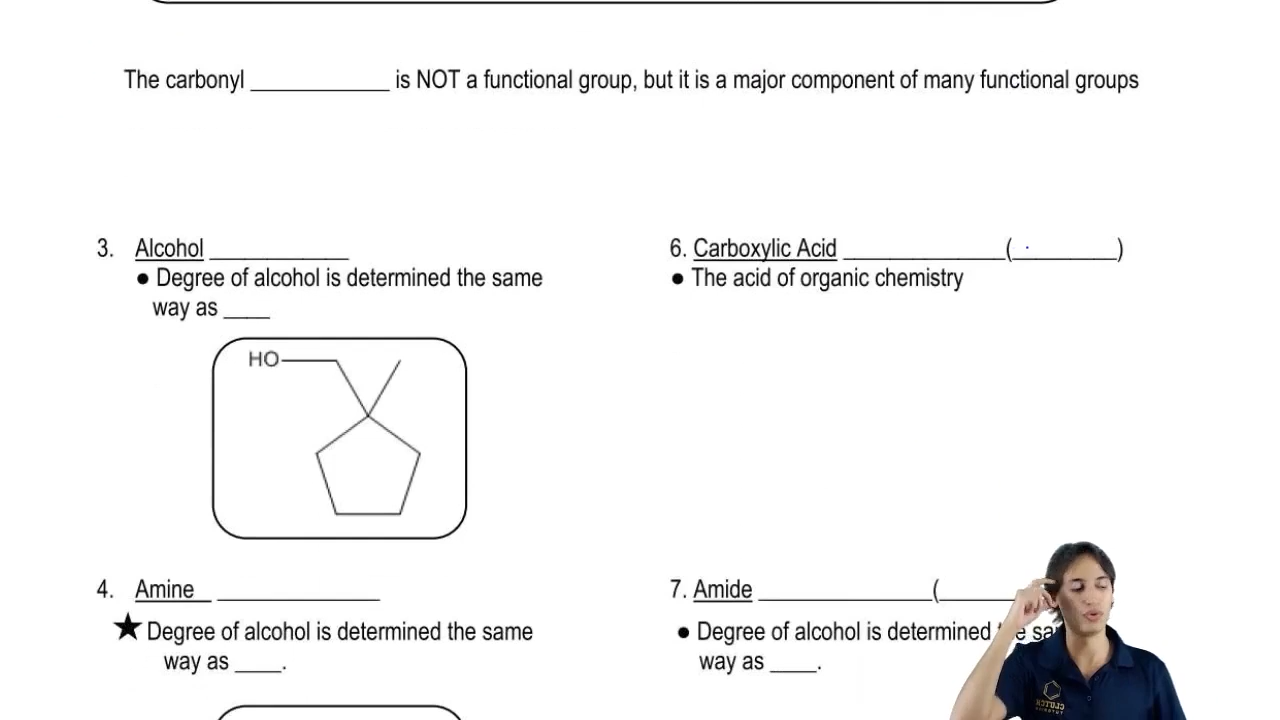 The carbonyl ____________ is NOT a functional group, but it is a major component of many functional groups
3. Alcohol ____________
● Degree of alcohol is determined the same
way as ____
HO
4. Amine ______________
★ Degree of alcohol is determined the same
way as ____.
6. Carboxylic Acid ______________(_________)
● The acid of organic chemistry
7. Amide _______________(_______
● Degree of alcohol is determined
way as ____.